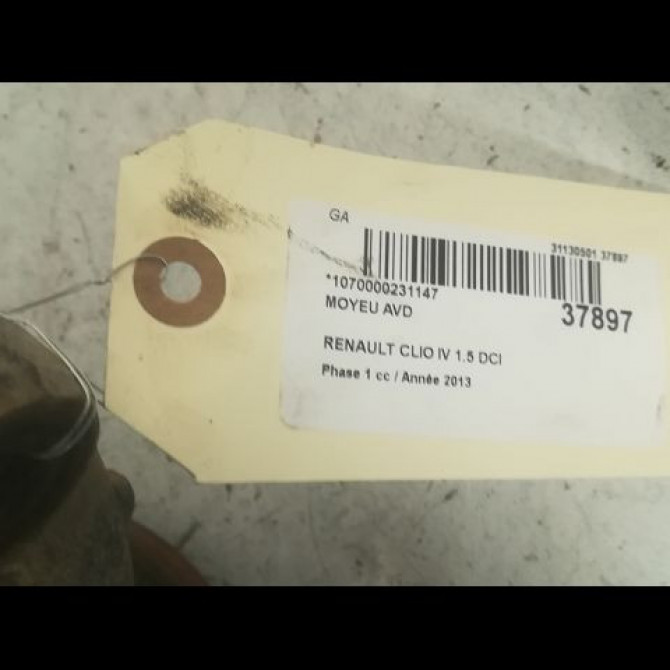 GA
31130501 37897
*1070000231147
MOYEU AVD
37897
RENAULT CLIO IV 1.5 DCI
Phase 1 cc / Année 2013